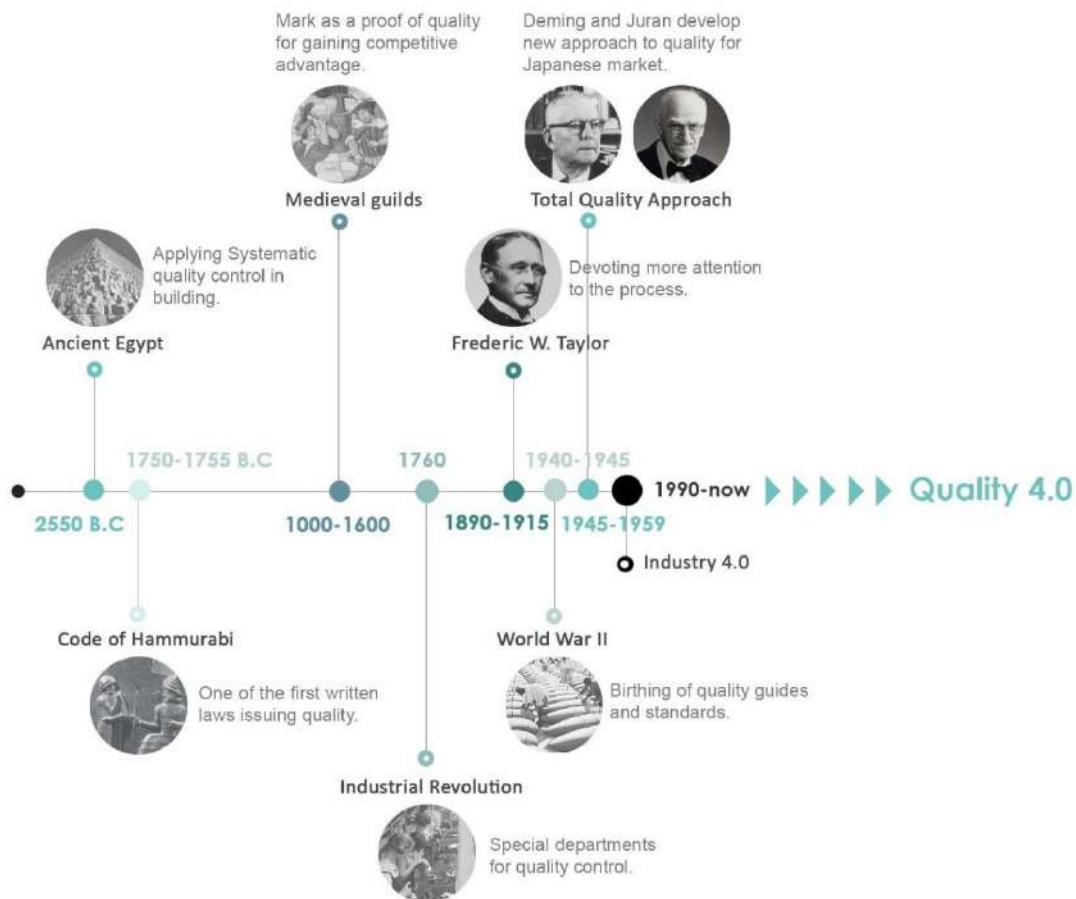 Mark as a proof of quality
for gaining competitive
advantage.
Medieval guilds
Deming and Juran develop
new approach to quality for
Japanese market.
Total Quality Approach
Applying Systematic
quality control in
building.
Ancient Egypt
Devoting more attention
to the process.
Frederic W. Taylor
1750-1755 B.C
1760
1940-1945
1990-now
Quality 4.0
2550 B.C
1000-1600
1890-1915
1945-1959
Industry 4.0
Code of Hammurabi
One of the first written
laws issuing quality.
World War II
Birthing of quality guides
and standards.
Industrial Revolution
Special departments
for quality control.